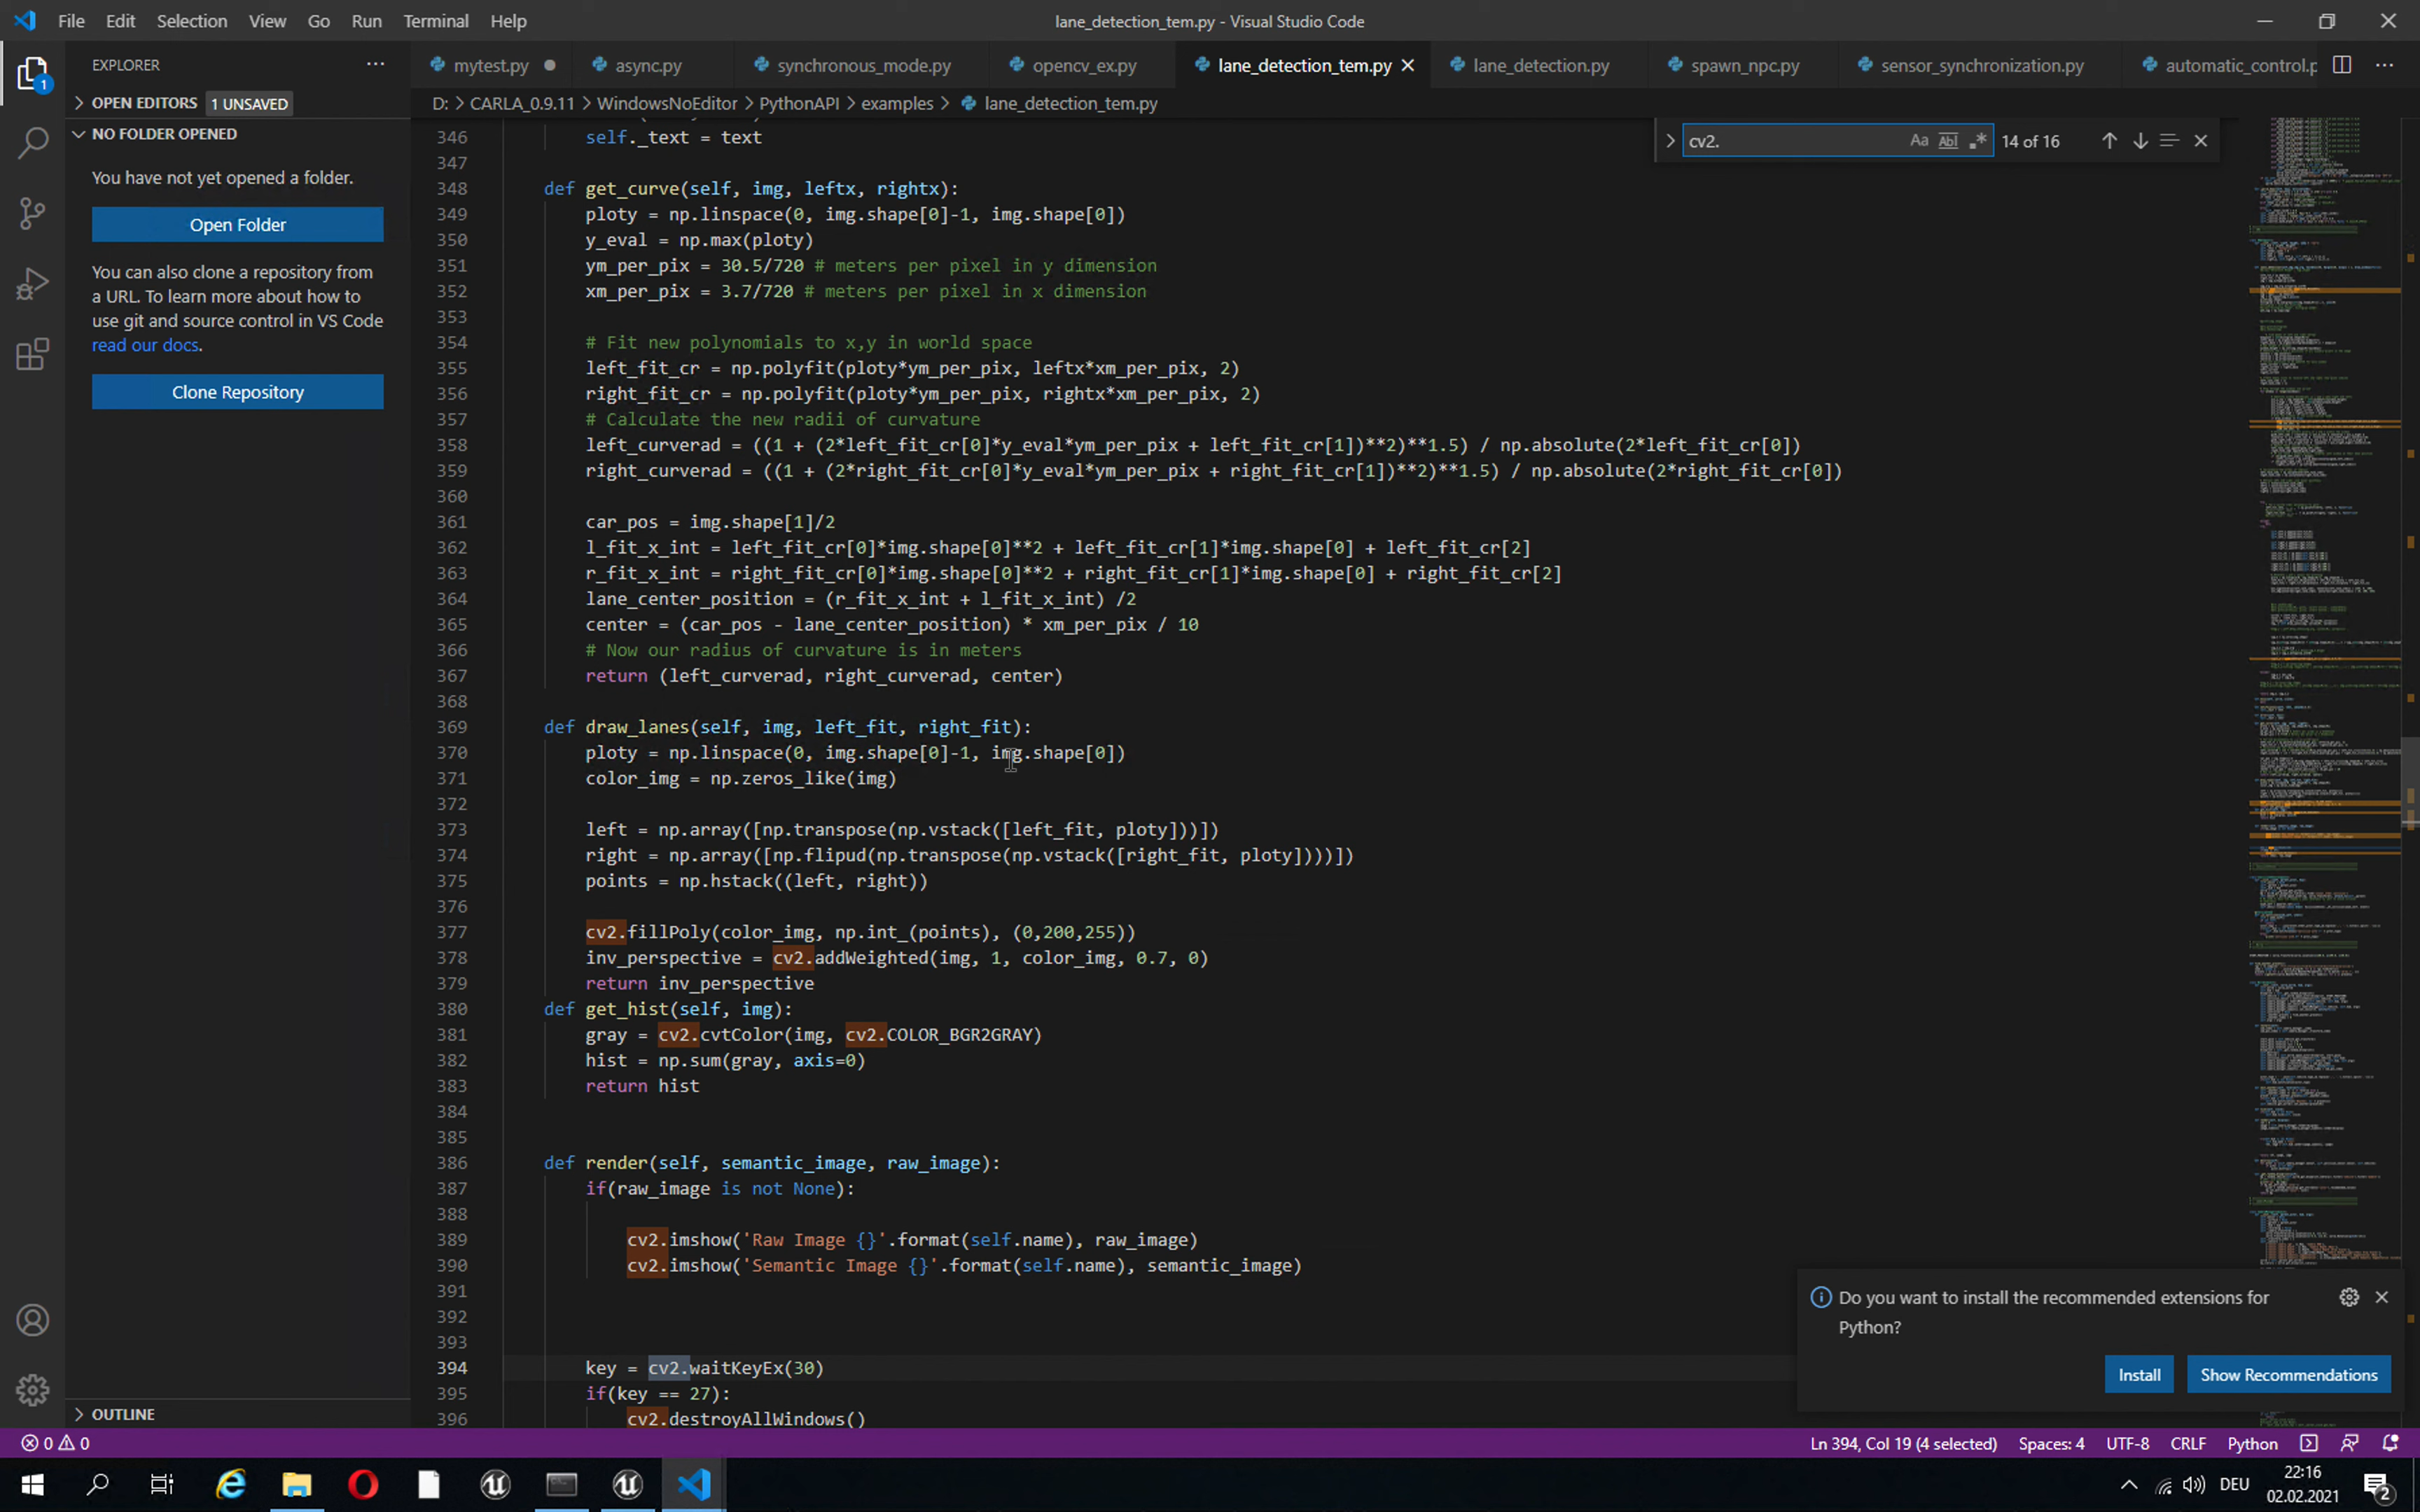 File Edit Selection View Go Run Terminal Help
lane_detection_tem.py - Visual Studio Code
EXPLORER
OPEN EDITORS 1 UNSAVED
NO FOLDER OPENED
You have not yet opened a folder.
Open Folder
You can also clone a repository from
a URL. To learn more about how to
use git and source control in VS Code
read our docs.
Clone Repository
OUTLINE
mytest.py async.py synchronous_mode.py opencv_ex.py lane_detection_tem.py lane_detection.py spawn_npc.py sensor_synchronization.py automatic_control.p
D: > CARLA_0.9.11 > WindowsNoEditor > PythonAPI > examples > lane_detection_tem.py
cv2. Aa Abl .* 14 of 16
346 self._text = text
347
348 def get_curve(self, img, leftx, rightx):
349 ploty = np.linspace(0, img.shape[0]-1, img.shape[0])
350 y_eval = np.max(ploty)
351 ym_per_pix = 30.5/720 # meters per pixel in y dimension
352 xm_per_pix = 3.7/720 # meters per pixel in x dimension
353
354 # Fit new polynomials to x,y in world space
355 left_fit_cr = np.polyfit(ploty*ym_per_pix, leftx*xm_per_pix, 2)
356 right_fit_cr = np.polyfit(ploty*ym_per_pix, rightx*xm_per_pix, 2)
357 # Calculate the new radii of curvature
358 left_curverad = ((1 + (2*left_fit_cr[0]*y_eval*ym_per_pix + left_fit_cr[1])**2)**1.5) / np.absolute(2*left_fit_cr[0])
359 right_curverad = ((1 + (2*right_fit_cr[0]*y_eval*ym_per_pix + right_fit_cr[1])**2)**1.5) / np.absolute(2*right_fit_cr[0])
360
361 car_pos = img.shape[1]/2
362 l_fit_x_int = left_fit_cr[0]*img.shape[0]**2 + left_fit_cr[1]*img.shape[0] + left_fit_cr[2]
363 r_fit_x_int = right_fit_cr[0]*img.shape[0]**2 + right_fit_cr[1]*img.shape[0] + right_fit_cr[2]
364 lane_center_position = (r_fit_x_int + l_fit_x_int) /2
365 center = (car_pos - lane_center_position) * xm_per_pix / 10
366 # Now our radius of curvature is in meters
367 return (left_curverad, right_curverad, center)
368
369 def draw_lanes(self, img, left_fit, right_fit):
370 ploty = np.linspace(0, img.shape[0]-1, img.shape[0])
371 color_img = np.zeros_like(img)
372
373 left = np.array([np.transpose(np.vstack([left_fit, ploty]))])
374 right = np.array([np.flipud(np.transpose(np.vstack([right_fit, ploty])))])
375 points = np.hstack((left, right))
376
377 cv2.fillPoly(color_img, np.int_(points), (0,200,255))
378 inv_perspective = cv2.addWeighted(img, 1, color_img, 0.7, 0)
379 return inv_perspective
380 def get_hist(self, img):
381 gray = cv2.cvtColor(img, cv2.COLOR_BGR2GRAY)
382 hist = np.sum(gray, axis=0)
383 return hist
384
385
386 def render(self, semantic_image, raw_image):
387 if(raw_image is not None):
388
389 cv2.imshow('Raw Image {}'.format(self.name), raw_image)
390 cv2.imshow('Semantic Image {}'.format(self.name), semantic_image)
391
392
393
394 key = cv2.waitKeyEx(30)
395 if(key == 27):
396 cv2.destroyAllWindows()
Do you want to install the recommended extensions for
Python?
Install Show Recommendations
0 0 Ln 394, Col 19 (4 selected) Spaces: 4 UTF-8 CRLF Python
DEU 22:16
02.02.2021 2